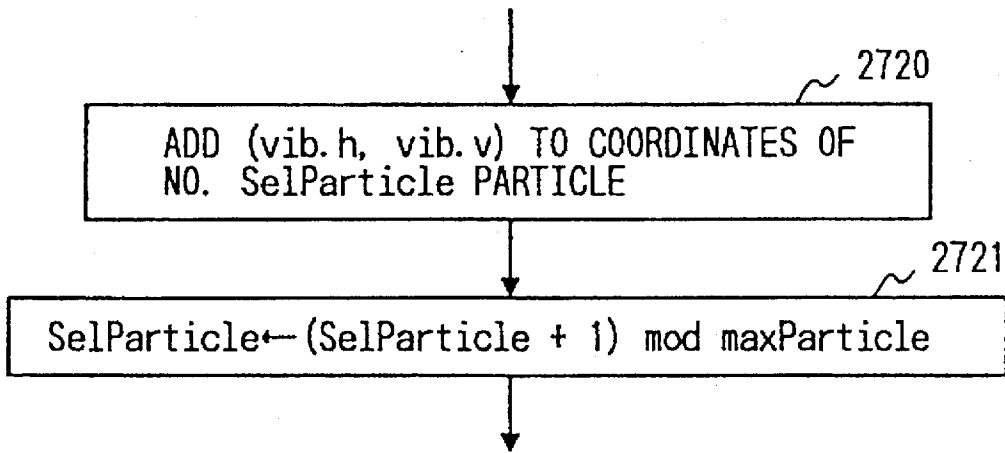 2720
ADD (vib.h, vib.v) TO COORDINATES OF
NO. SelParticle PARTICLE
2721
SelParticle←(SelParticle + 1) mod maxParticle